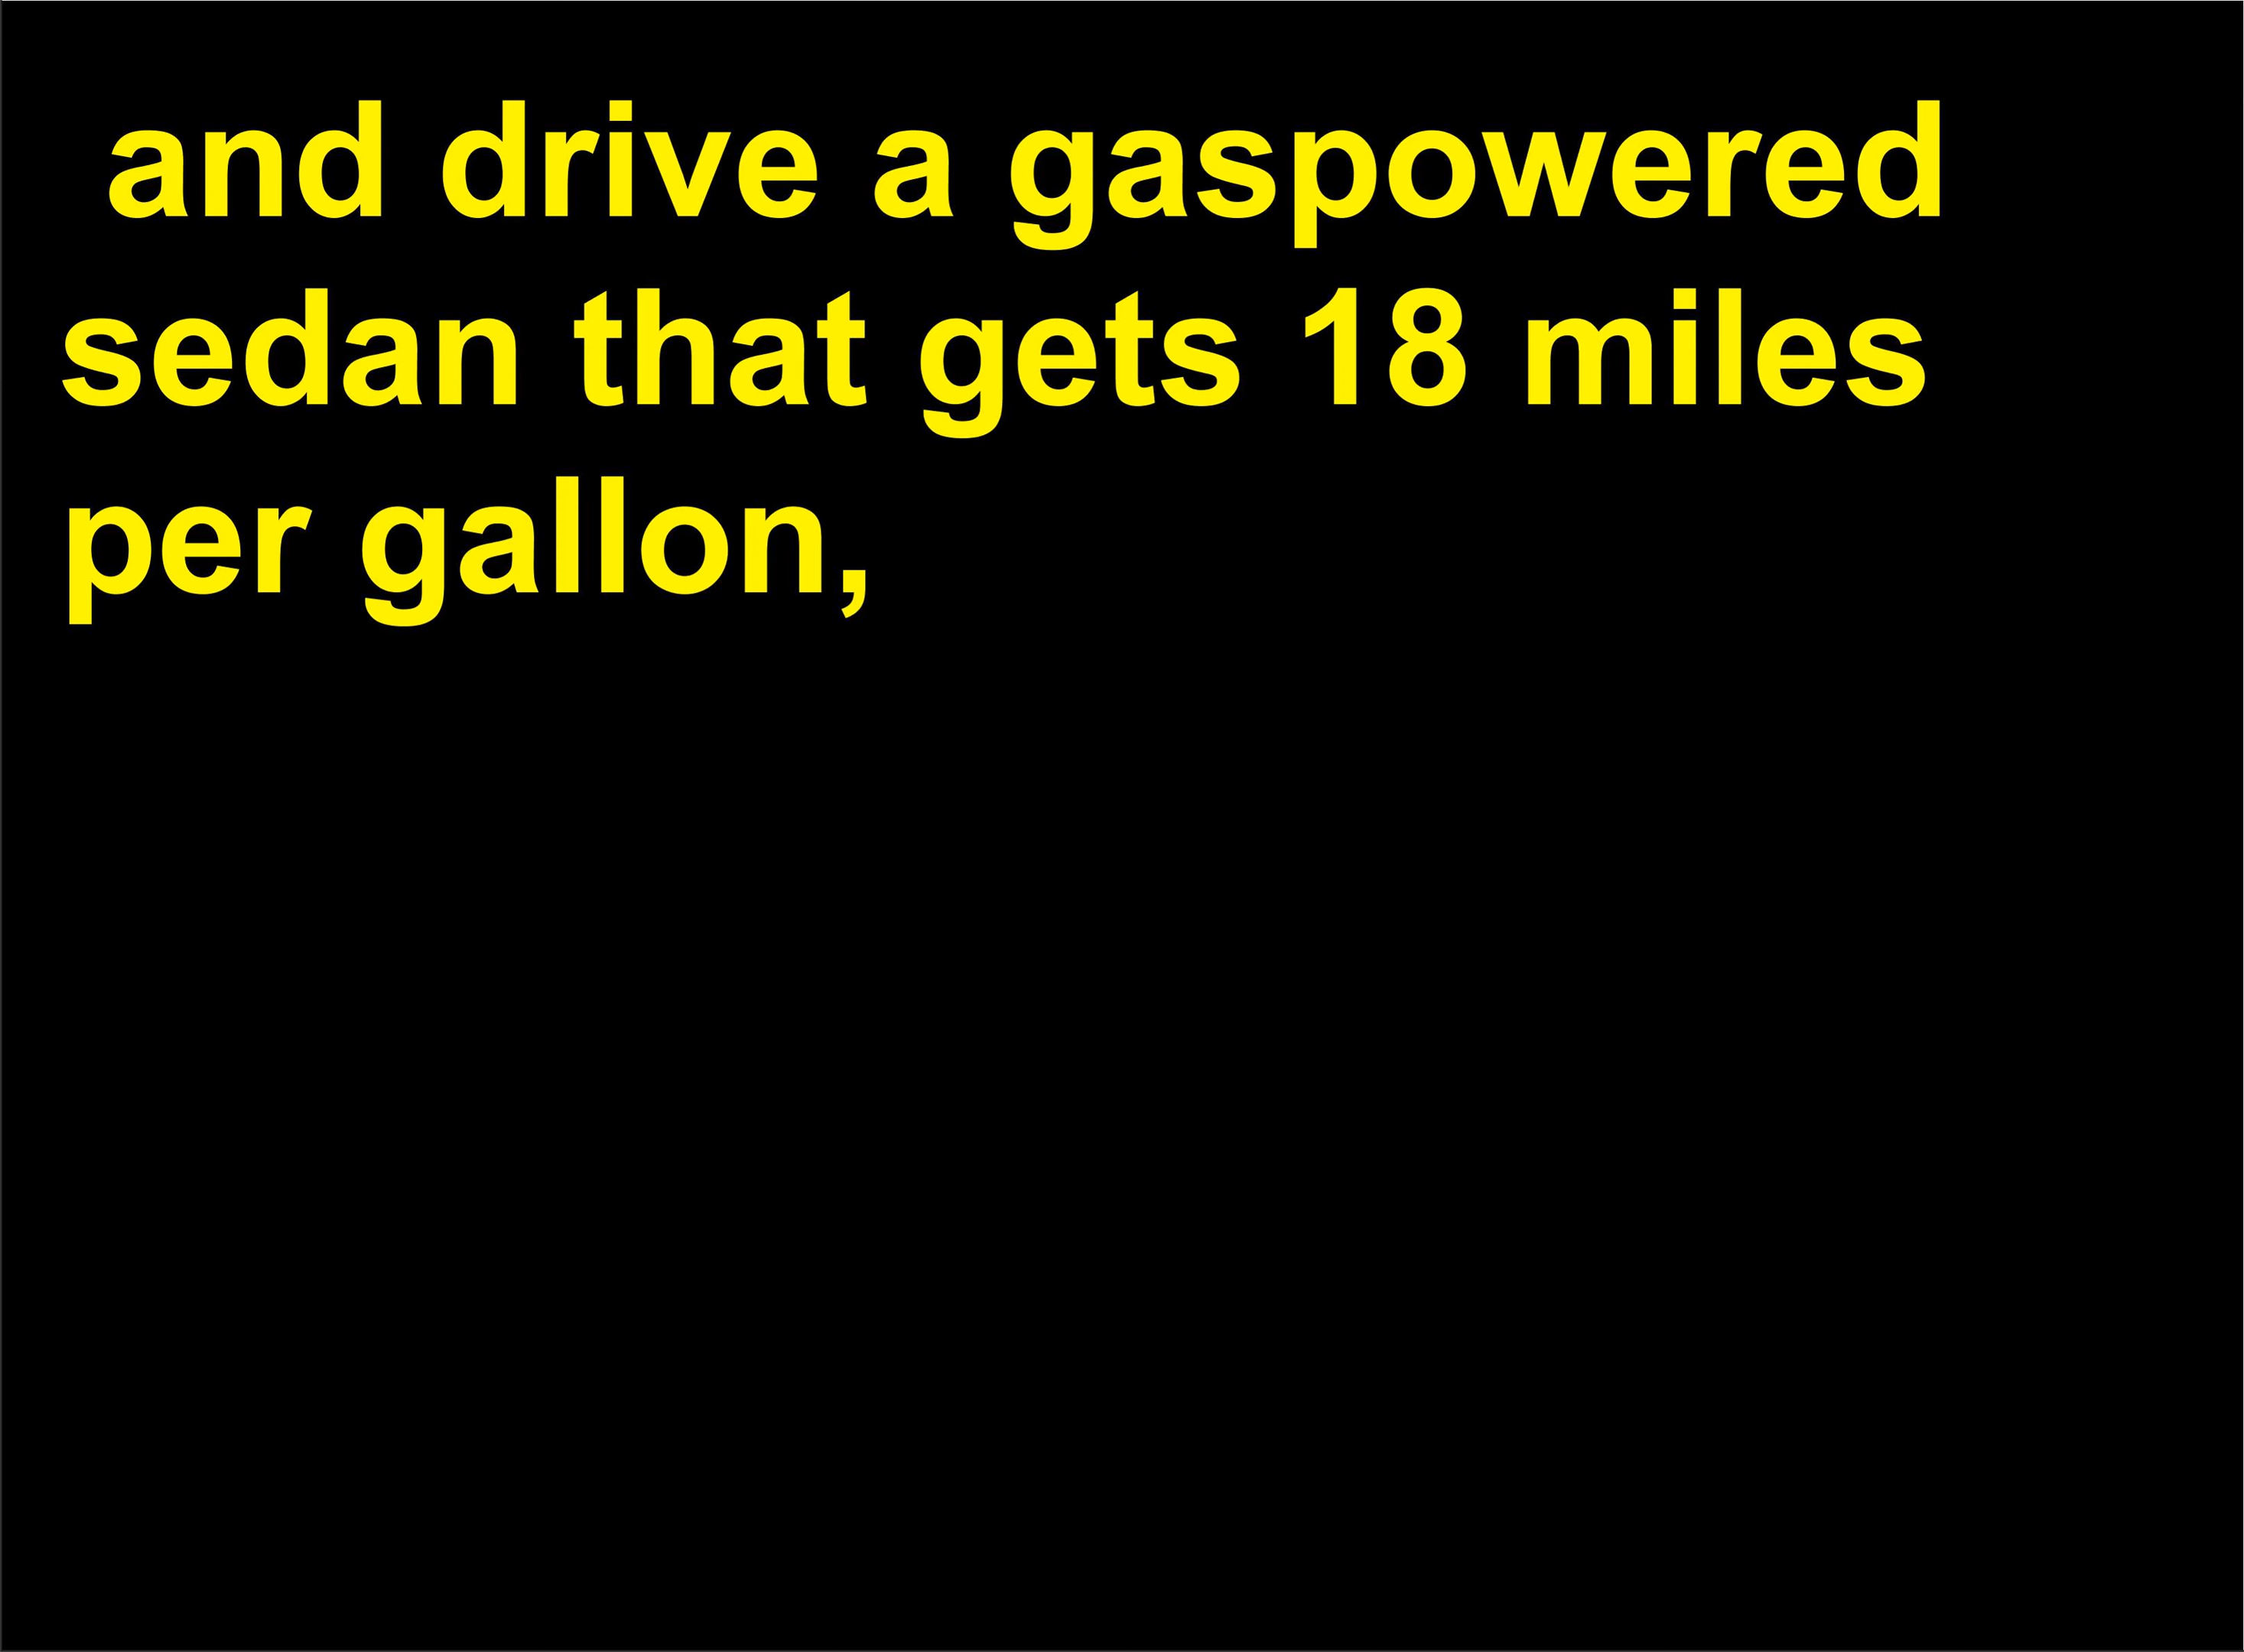 and drive a gaspowered
sedan that gets 18 miles
per gallon,